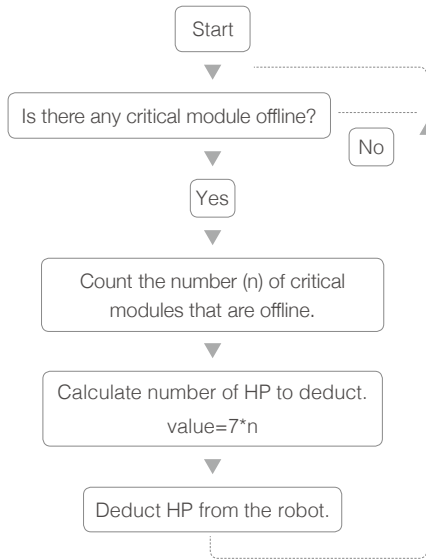 Start
Is there any critical module offline?
No
Yes
Count the number (n) of critical
modules that are offline.
Calculate number of HP to deduct.
value=7*n
Deduct HP from the robot.